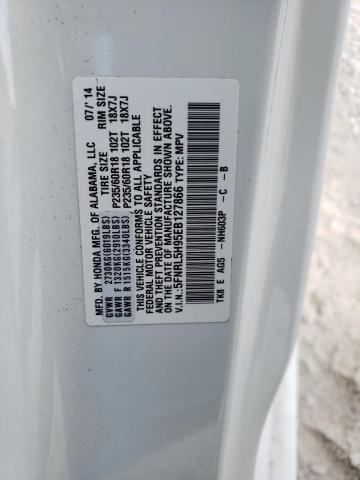 MFD. BY HONDA MFG. OF ALABAMA, LLC 07/'14
TIRE SIZE RIM SIZE
GVWR 2730KG(6019LBS)
GAWR F 1320KG(2910LBS) P235/60R18 102T 18X7J
GAWR R 1515KG(3340LBS) P235/60R18 102T 18X7J
THIS VEHICLE CONFORMS TO ALL APPLICABLE
FEDERAL MOTOR VEHICLE SAFETY
AND THEFT PREVENTION STANDARDS IN EFFECT
ON THE DATE OF MANUFACTURE SHOWN ABOVE.
V.I.N.:5FNRL5H95EB127866 TYPE: MPV
TK8 E AG5 -NH603P -C -B